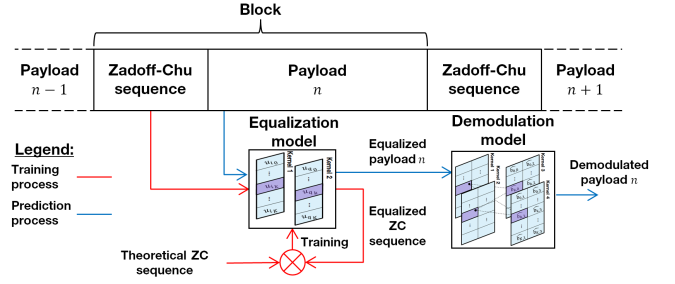 Block
Payload
n − 1
Zadoff-Chu
sequence
Payload
n
Zadoff-Chu
sequence
Payload
n + 1
Legend:
Training
process
Prediction
process
Equalization
model
Kernel 1
Kernel 2
Equalized
payload n
Demodulation
model
Kernel 1
Kernel 2
Kernel 3
Kernel 4
Demodulated
payload n
Equalized
ZC
sequence
Training
Theoretical ZC
sequence